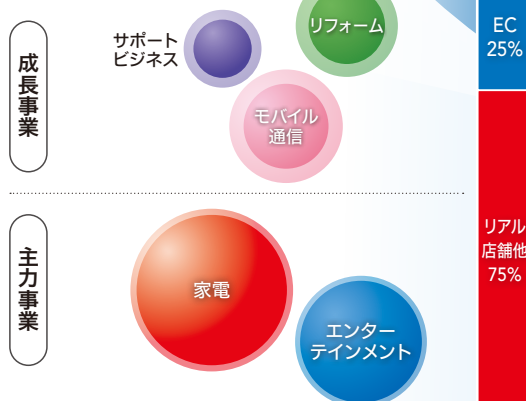 成長事業
サポート
ビジネス
リフォーム
モバイル
通信
EC
25%
主力事業
家電
エンター
テインメント
リアル
店舗他
75%